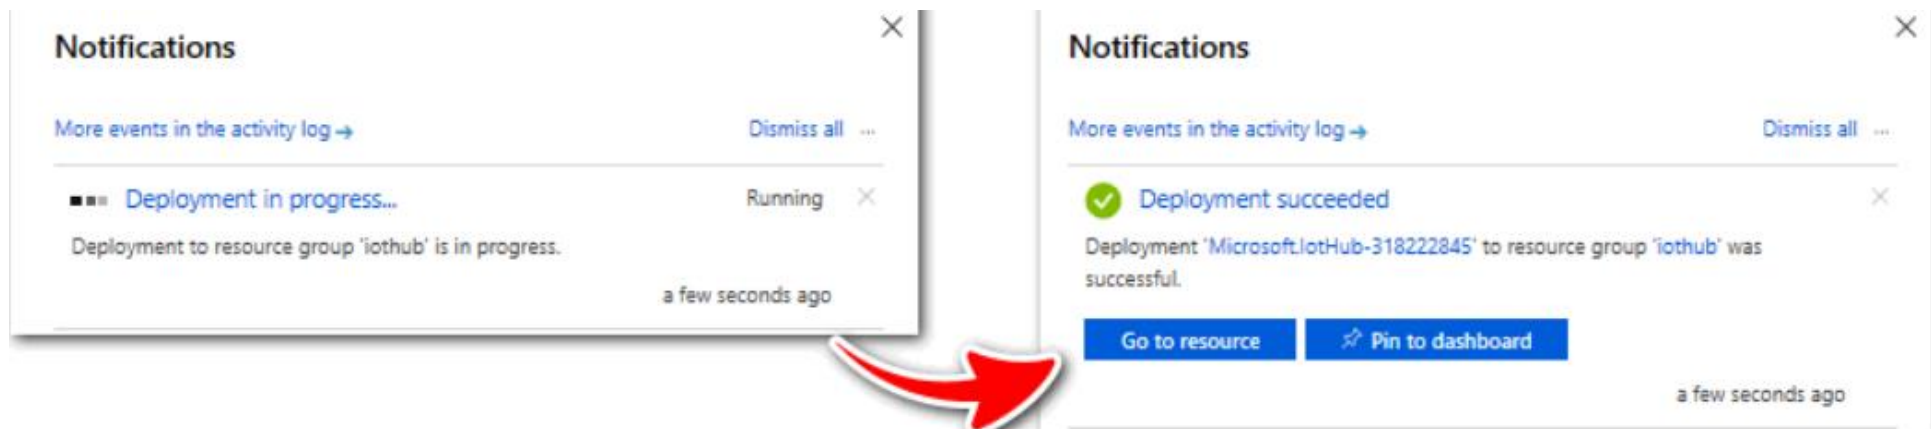 Notifications
More events in the activity log → Dismiss all ...
Deployment in progress... Running
Deployment to resource group 'iothub' is in progress.
a few seconds ago
Notifications
More events in the activity log → Dismiss all ...
Deployment succeeded
Deployment 'Microsoft.IotHub-318222845' to resource group 'iothub' was
successful.
Go to resource Pin to dashboard
a few seconds ago